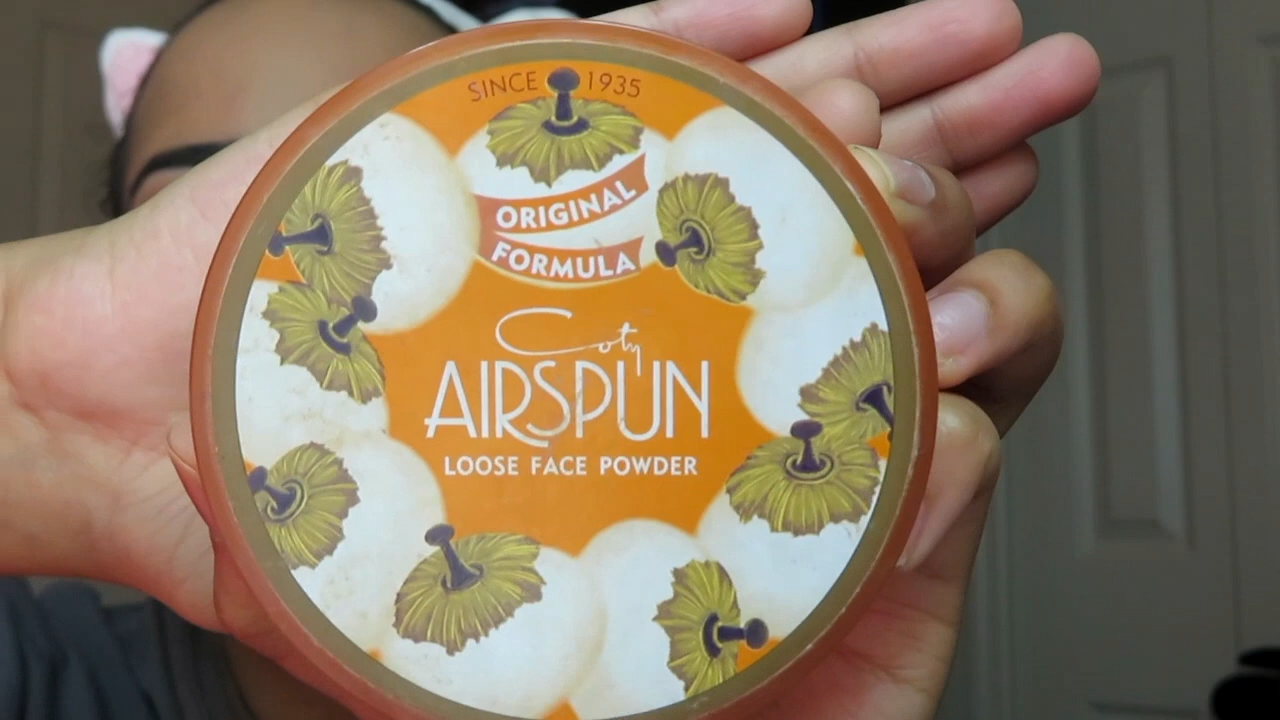 SINCE 1935
ORIGINAL
FORMULA
Coty
AIRSPUN
LOOSE FACE POWDER